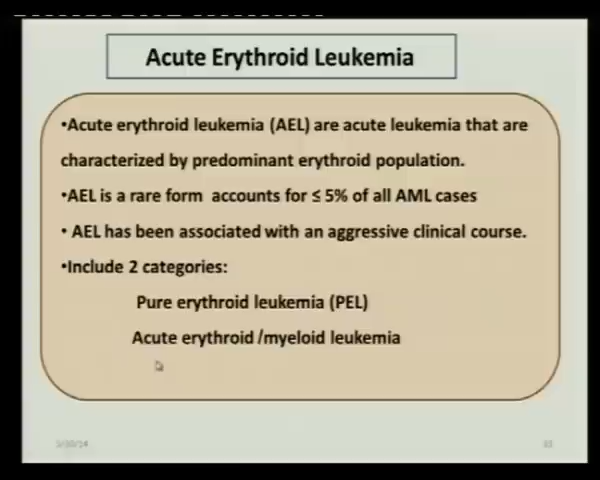 Acute Erythroid Leukemia
•Acute erythroid leukemia (AEL) are acute leukemia that are
characterized by predominant erythroid population.
•AEL is a rare form accounts for ≤ 5% of all AML cases
• AEL has been associated with an aggressive clinical course.
•Include 2 categories:
Pure erythroid leukemia (PEL)
Acute erythroid /myeloid leukemia